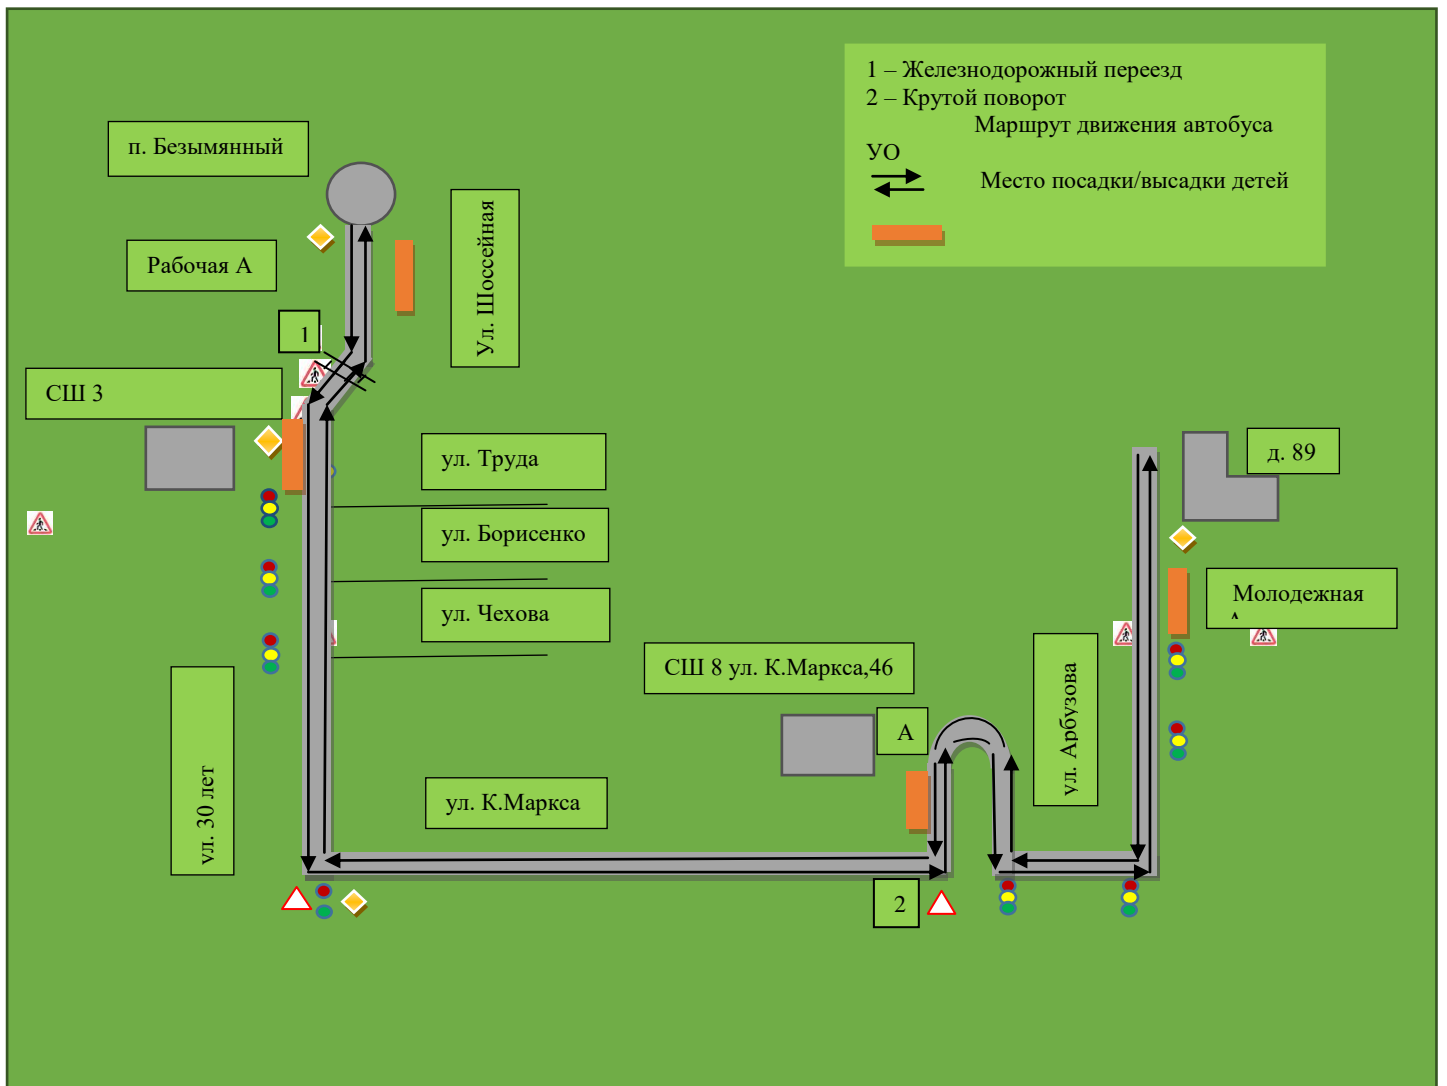 1 – Железнодорожный переезд
2 – Крутой поворот
Маршрут движения автобуса
УО
Место посадки/высадки детей
п. Безымянный
Рабочая А
Ул. Шоссейная
1
СШ 3
ул. Труда
ул. Борисенко
ул. Чехова
д. 89
Молодежная
СШ 8 ул. К.Маркса,46
А
ул. Арбузова
ул. 30 лет
ул. К.Маркса
2